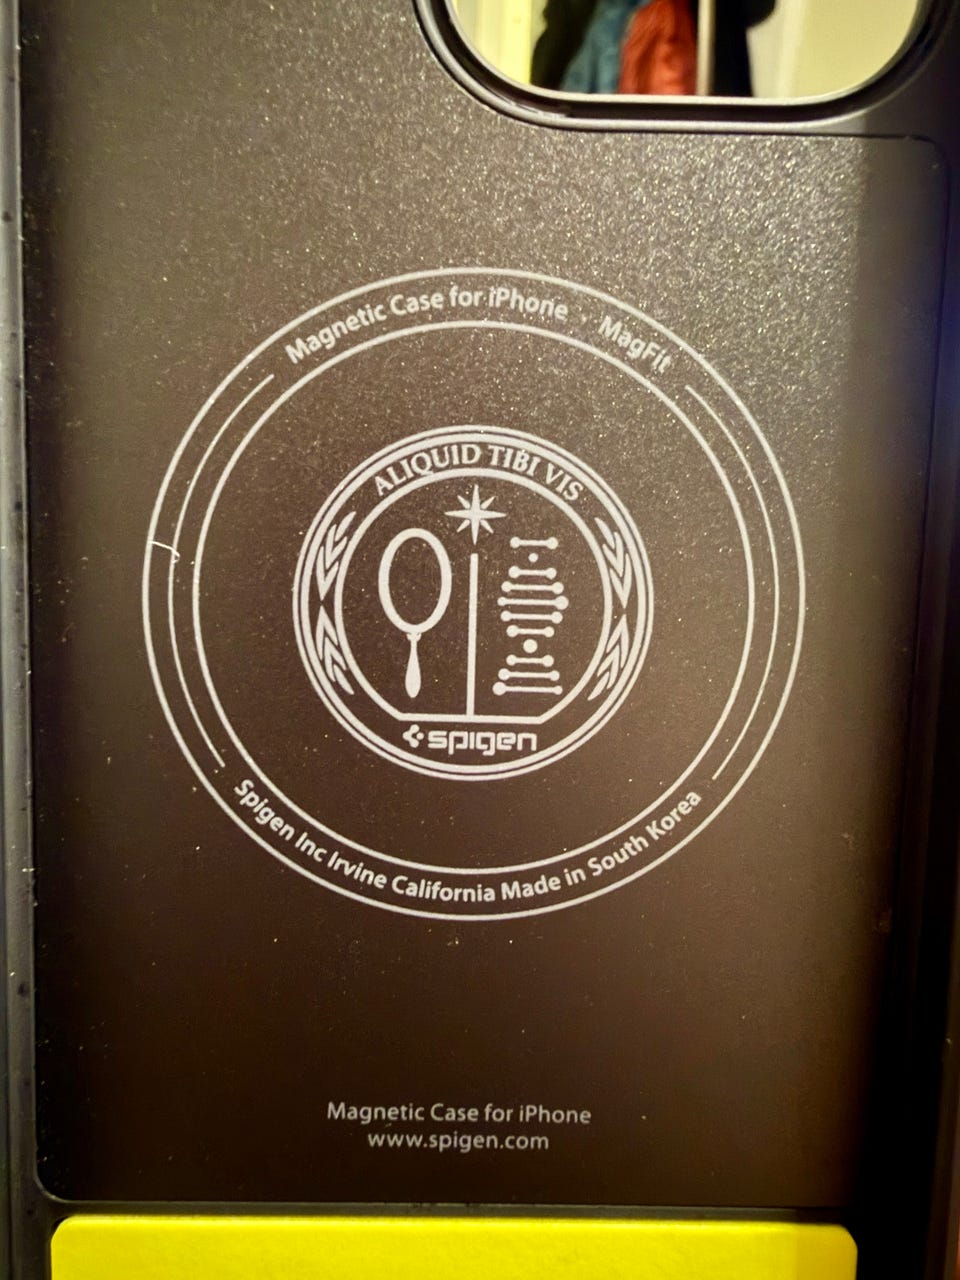 Magnetic Case for iPhone · MagFit
ALIQUID TIBI VIS
spigen
Spigen Inc Irvine California Made in South Korea
Magnetic Case for iPhone
www.spigen.com